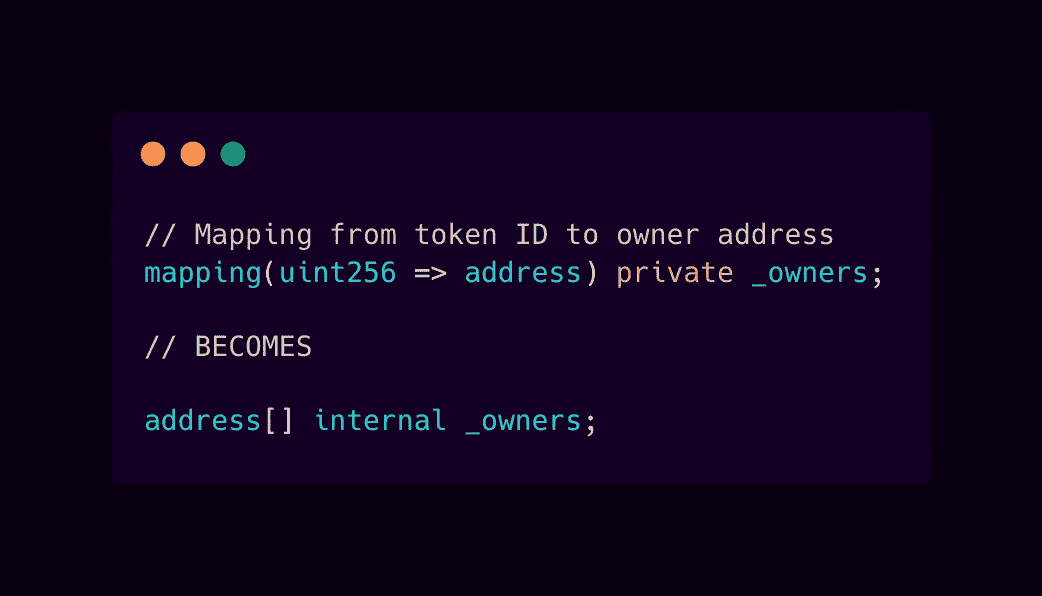 // Mapping from token ID to owner address
mapping(uint256 => address) private _owners;
// BECOMES
address[] internal _owners;